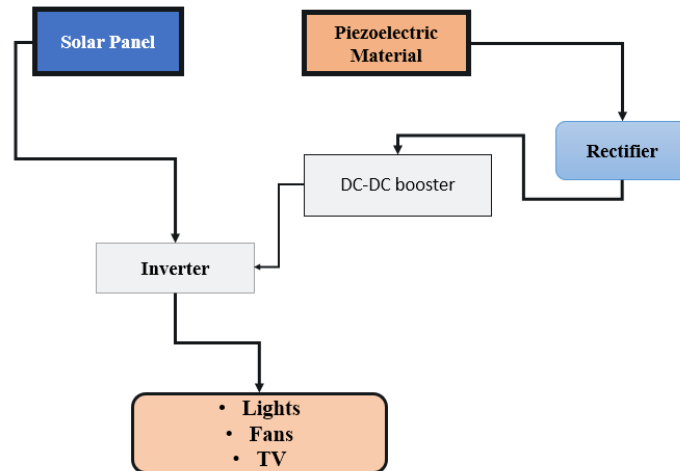 Solar Panel
Piezoelectric
Material
Rectifier
DC-DC booster
Inverter
• Lights
• Fans
• TV